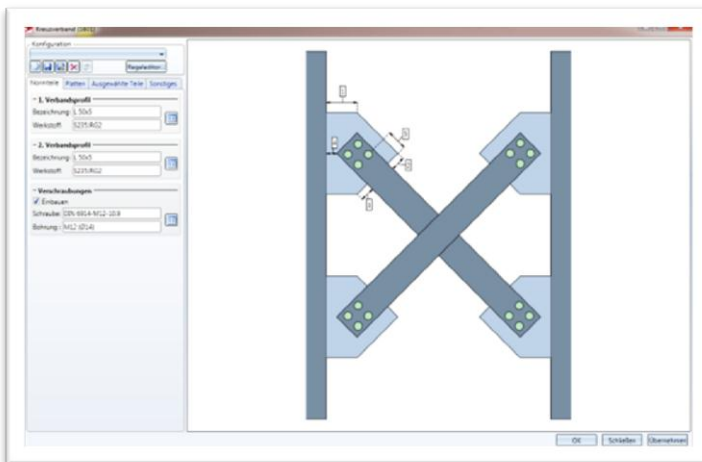 Kreuzverband
Konfiguration
Regeleditor...
Normteile Platten Ausgewählte Teile Sonstiges
1. Verbandsprofil
Bezeichnung: L 50x5
Werkstoff: S235JRG2
2. Verbandsprofil
Bezeichnung: L 50x5
Werkstoff: S235JRG2
Verschraubungen
Einbauen
Schraube: DIN 6914-M12-10.9
Bohrung: M12 (Ø14)
OK Schließen Übernehmen